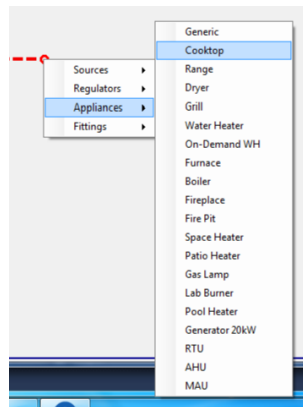 Sources
Regulators
Appliances
Fittings
Generic
Cooktop
Range
Dryer
Grill
Water Heater
On-Demand WH
Furnace
Boiler
Fireplace
Fire Pit
Space Heater
Patio Heater
Gas Lamp
Lab Burner
Pool Heater
Generator 20kW
RTU
AHU
MAU